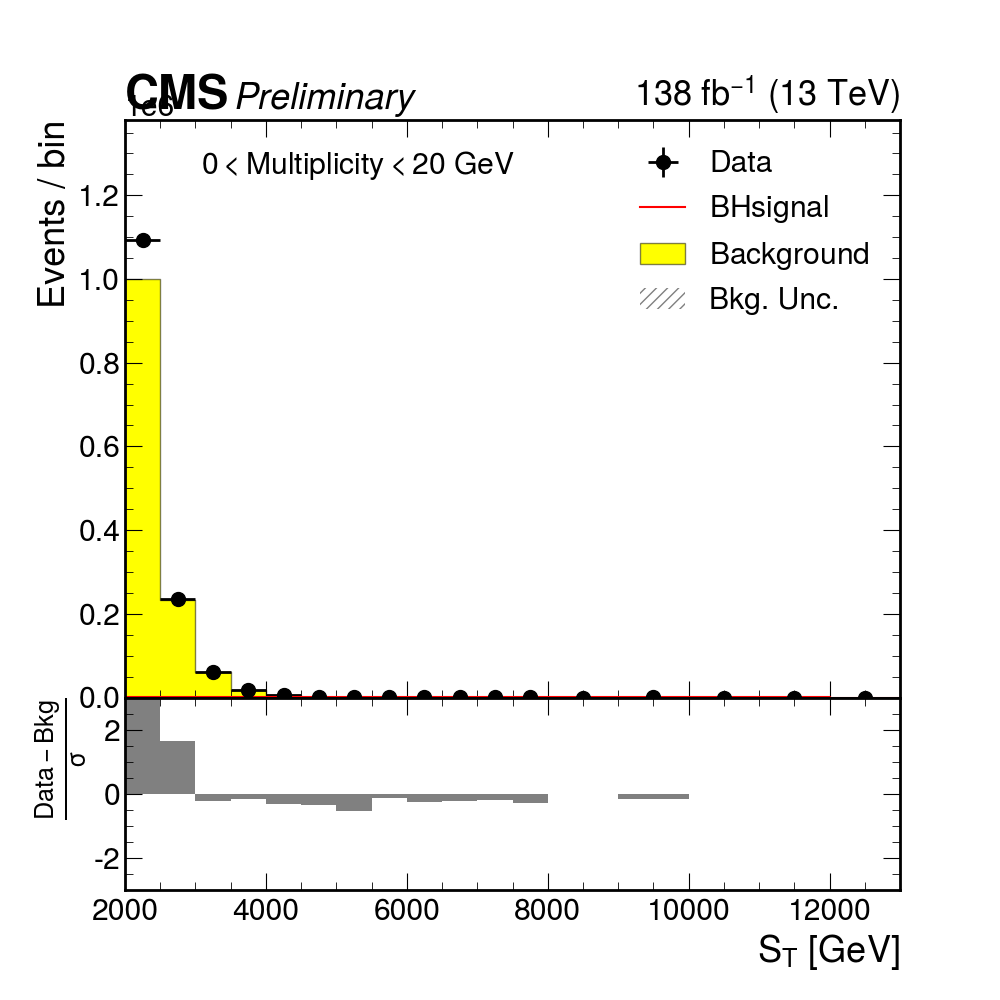 CMS Preliminary 138 fb⁻¹ (13 TeV)
1e6
Events / bin
0 < Multiplicity < 20 GeV
Data
BHsignal
Background
Bkg. Unc.
1.2
1.0
0.8
0.6
0.4
0.2
0.0
Data − Bkg
σ
2
0
-2
2000 4000 6000 8000 10000 12000
S_T [GeV]